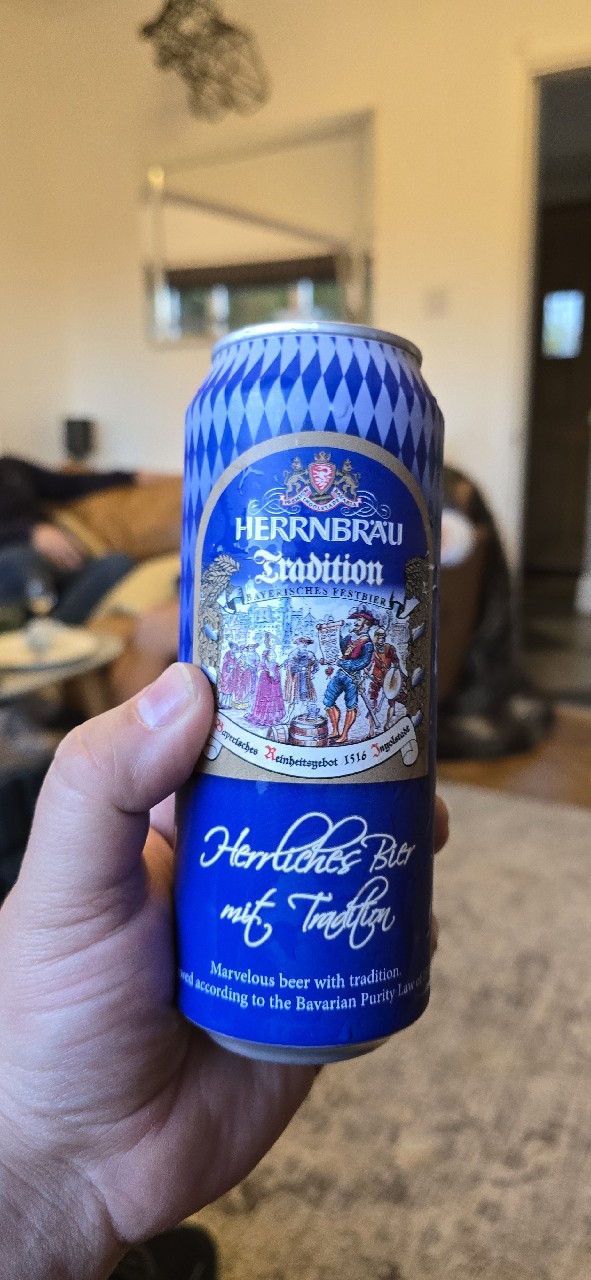 HERRNBRÄU
Tradition
BAYERISCHES FESTBIER
Bayerisches Reinheitsgebot 1516 Ingolstadt
Herrliches Bier
mit Tradition
Marvelous beer with tradition.
according to the Bavarian Purity Law